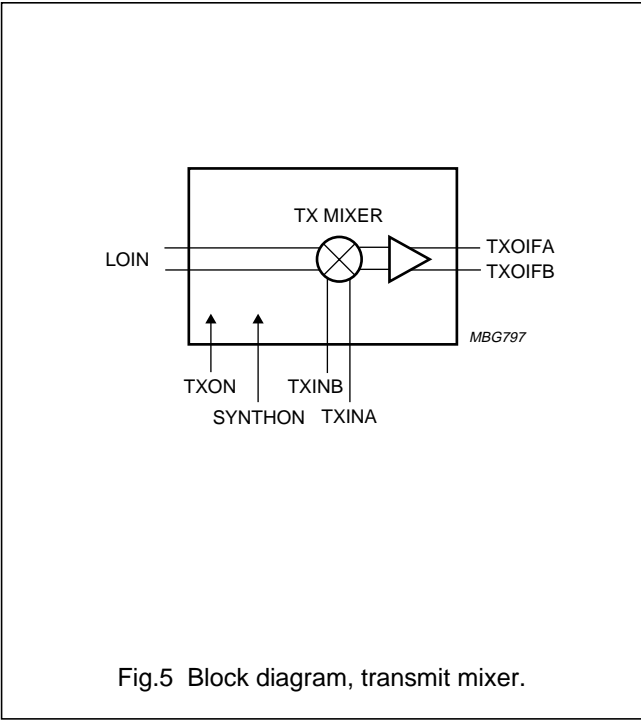 TX MIXER
LOIN
TXOIFA
TXOIFB
MBG797
TXON
TXINB
SYNTHON
TXINA
Fig.5 Block diagram, transmit mixer.